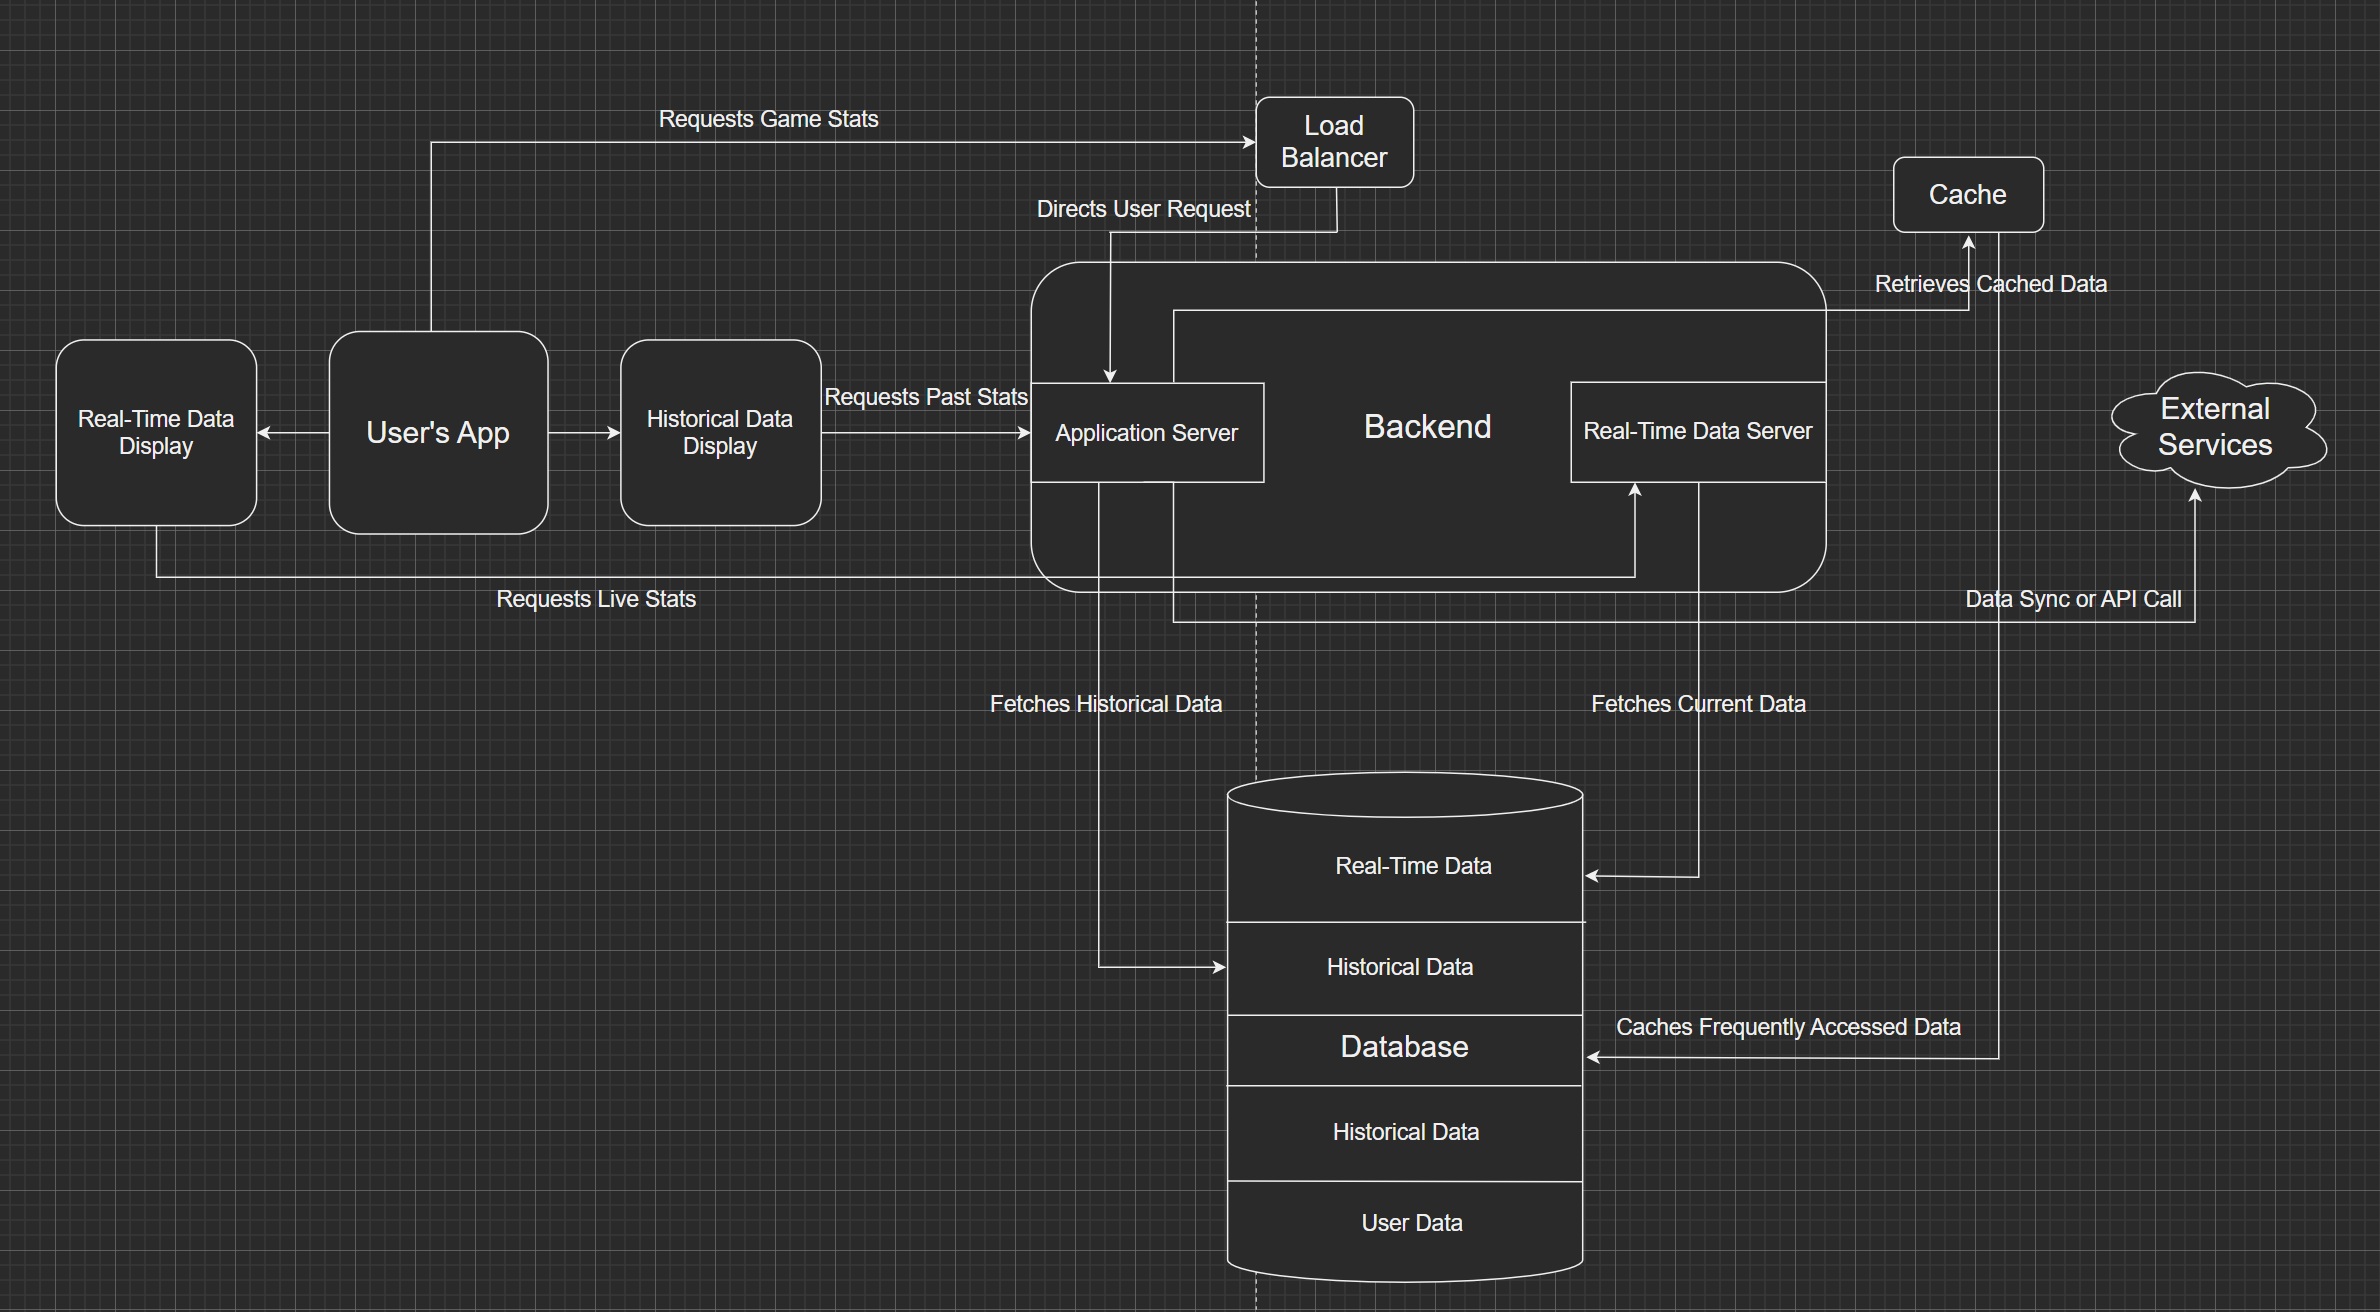 Requests Game Stats
Load
Balancer
Directs User Request
Cache
Retrieves Cached Data
Real-Time Data
Display
User's App
Historical Data
Display
Requests Past Stats
Application Server
Backend
Real-Time Data Server
External
Services
Requests Live Stats
Data Sync or API Call
Fetches Historical Data
Fetches Current Data
Real-Time Data
Historical Data
Caches Frequently Accessed Data
Database
Historical Data
User Data